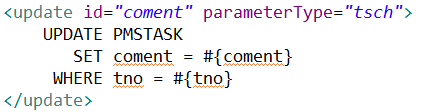 <update id="coment" parameterType="tsch">
UPDATE PMSTASK
SET coment = #{coment}
WHERE tno = #{tno}
</update>